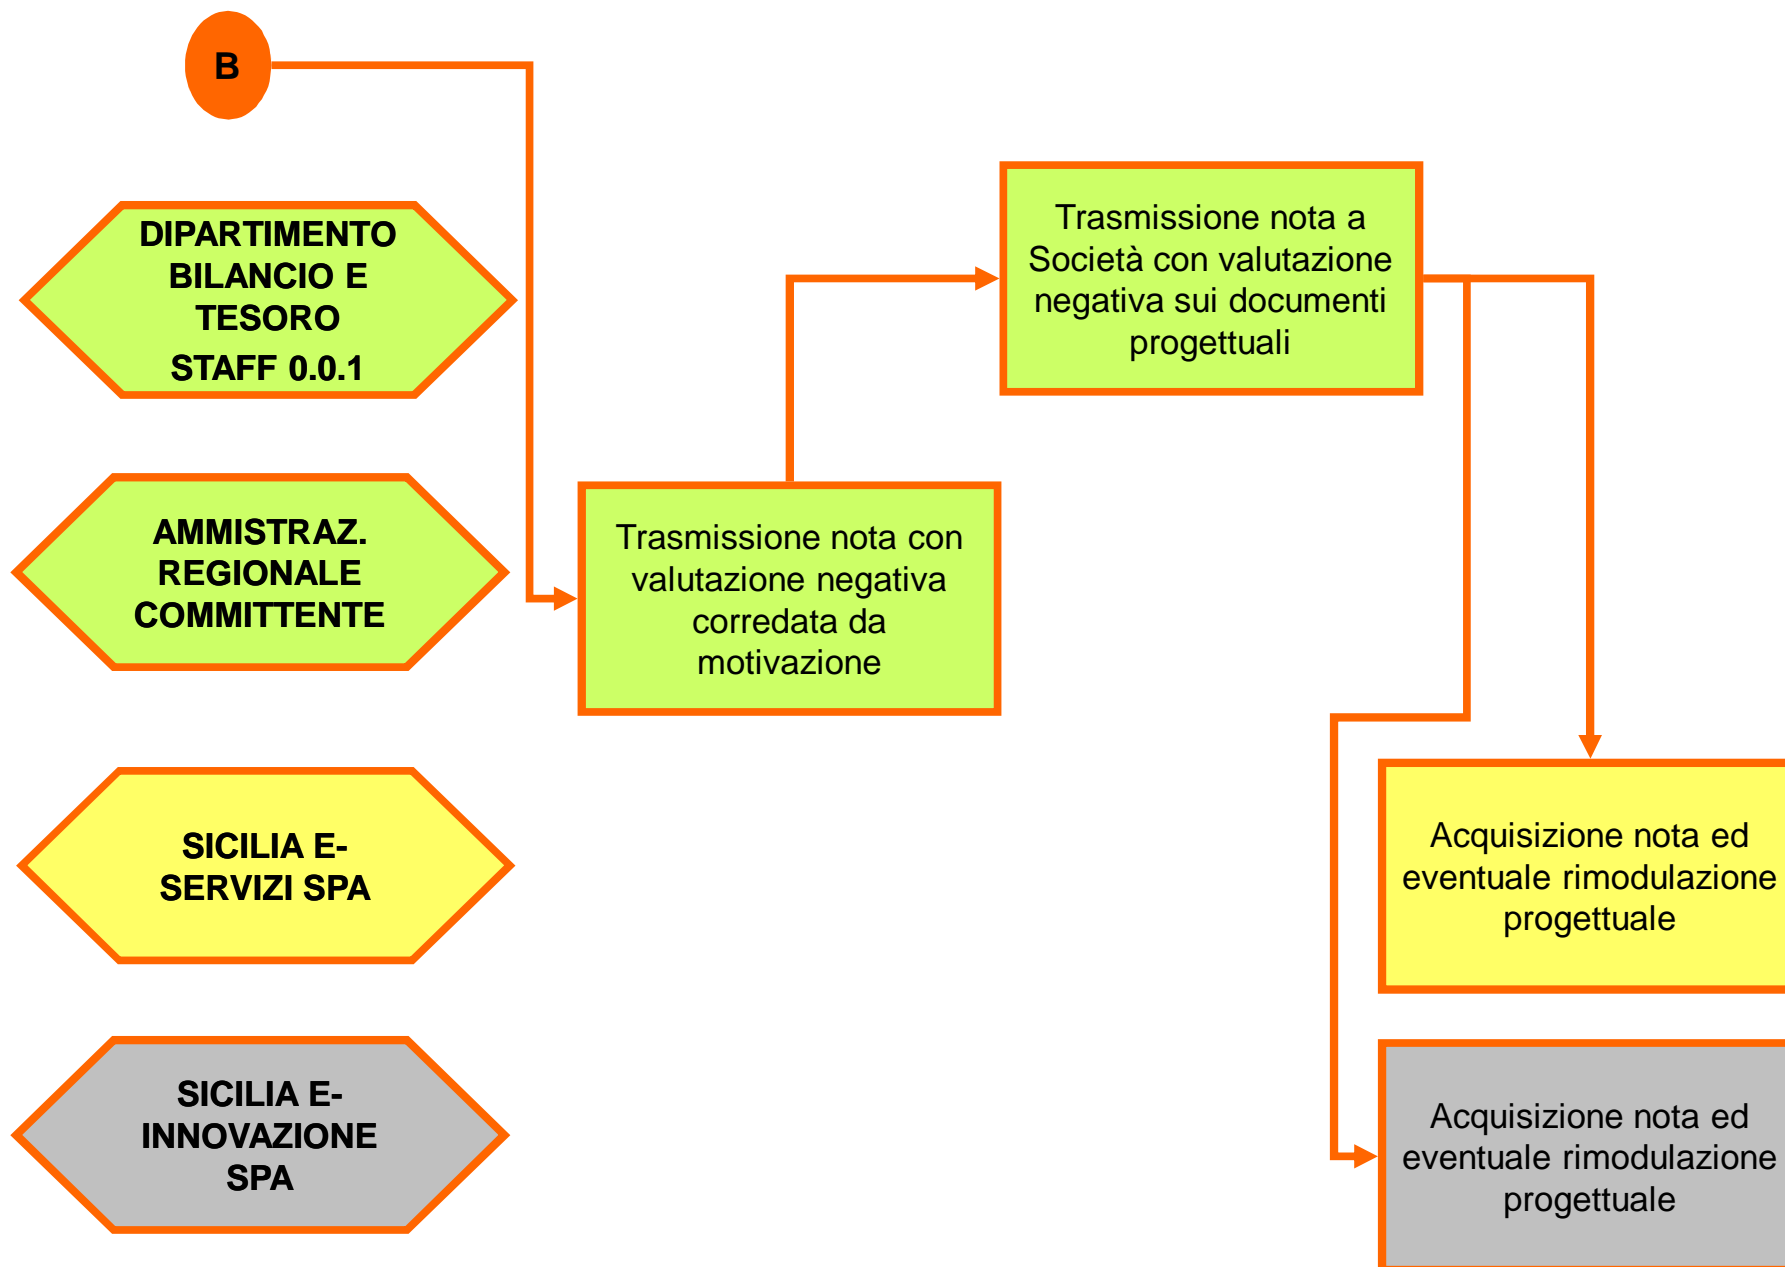 B
DIPARTIMENTO
BILANCIO E
TESORO
STAFF 0.0.1
Trasmissione nota a
Società con valutazione
negativa sui documenti
progettuali
AMMISTRAZ.
REGIONALE
COMMITTENTE
Trasmissione nota con
valutazione negativa
corredata da
motivazione
SICILIA E-
SERVIZI SPA
Acquisizione nota ed
eventuale rimodulazione
progettuale
SICILIA E-
INNOVAZIONE
SPA
Acquisizione nota ed
eventuale rimodulazione
progettuale